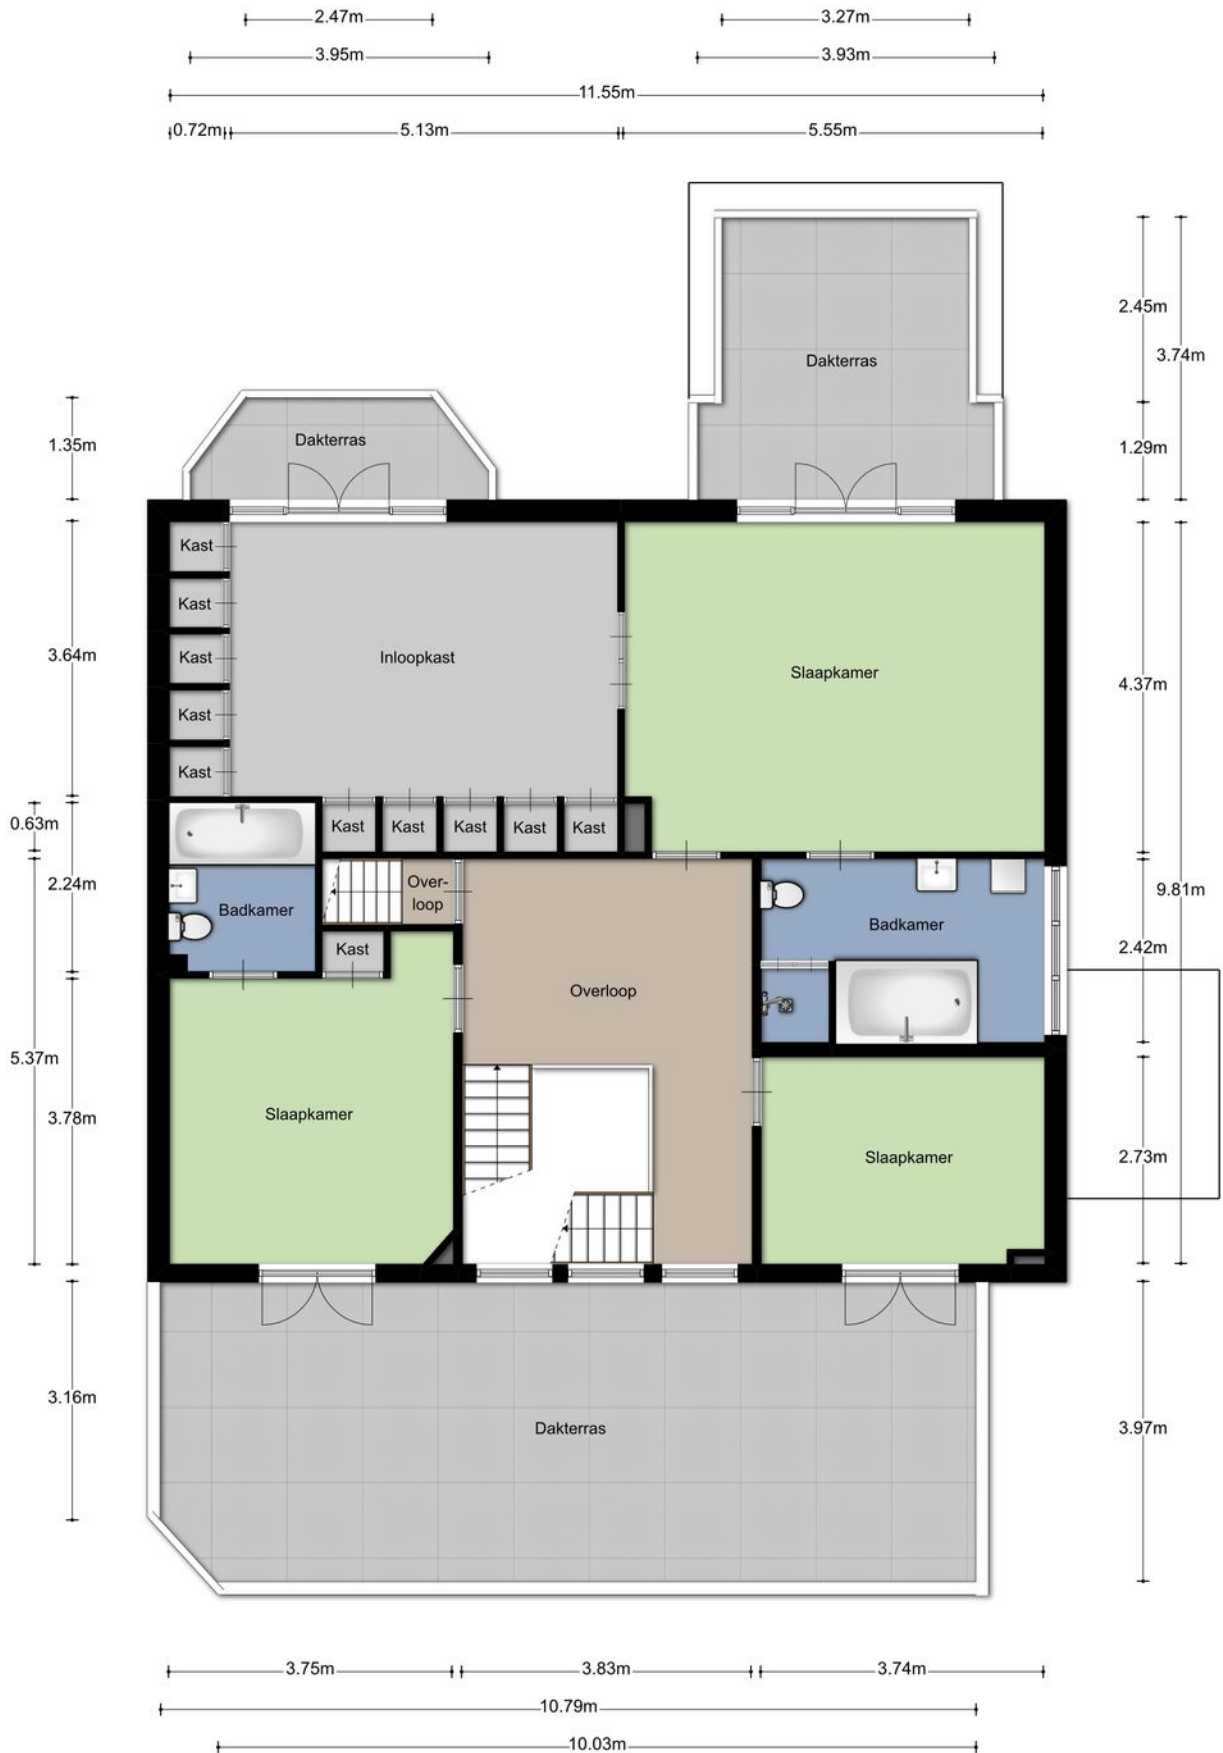 2.47m
3.27m
3.95m
3.93m
11.55m
0.72m
5.13m
5.55m
2.45m
3.74m
Dakterras
1.35m
Dakterras
1.29m
Kast
Kast
3.64m
Kast
Inloopkast
Slaapkamer
4.37m
Kast
Kast
0.63m
Kast
Kast
Kast
Kast
Kast
2.24m
Over-
loop
9.81m
Badkamer
Badkamer
2.42m
Kast
Overloop
5.37m
3.78m
Slaapkamer
Slaapkamer
2.73m
3.16m
Dakterras
3.97m
3.75m
3.83m
3.74m
10.79m
10.03m